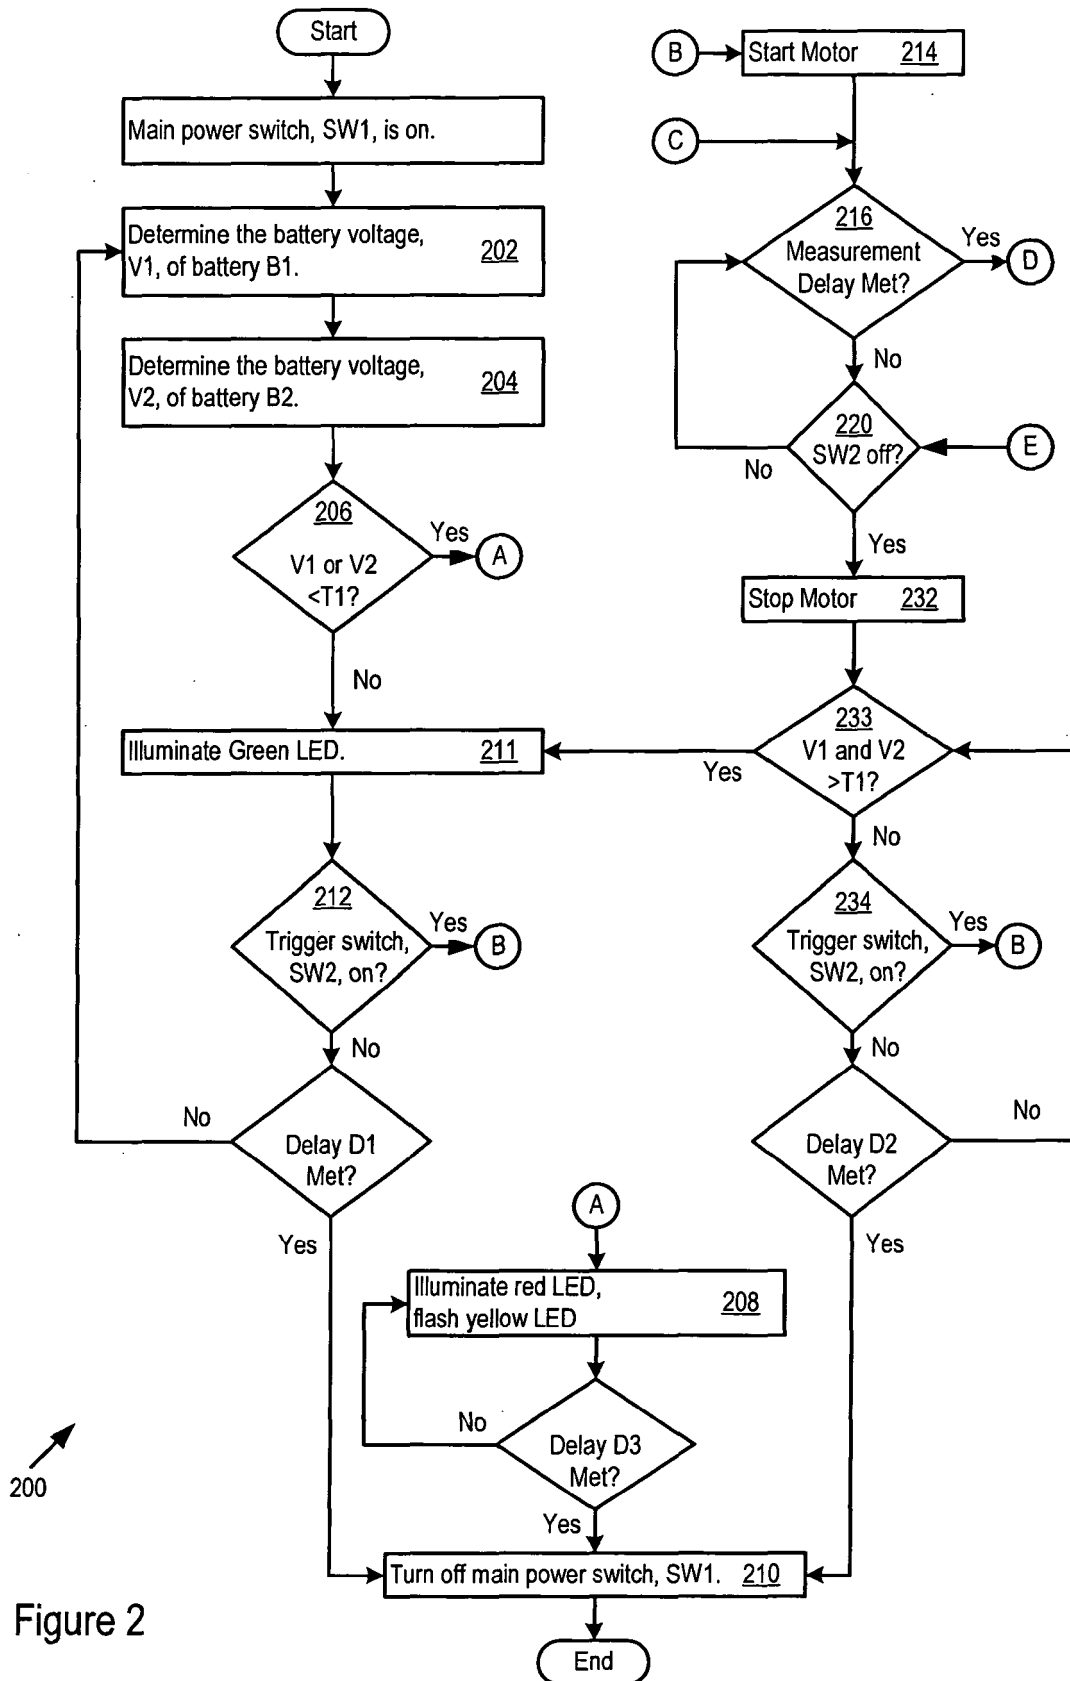 Start
Main power switch, SW1, is on.
Determine the battery voltage,
V1, of battery B1.
202
Determine the battery voltage,
V2, of battery B2.
204
206
V1 or V2
<T1?
Yes
A
No
Illuminate Green LED.
211
212
Trigger switch,
SW2, on?
Yes
B
No
Delay D1
Met?
No
Yes
B
Start Motor
214
C
216
Measurement
Delay Met?
Yes
D
No
220
SW2 off?
No
E
Yes
Stop Motor
232
233
V1 and V2
>T1?
Yes
No
234
Trigger switch,
SW2, on?
Yes
B
No
Delay D2
Met?
No
Yes
A
Illuminate red LED,
flash yellow LED
208
Delay D3
Met?
No
Yes
Turn off main power switch, SW1.
210
End
200
Figure 2